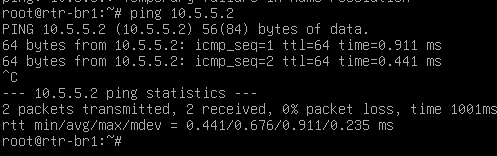 root@rtr-br1:~# ping 10.5.5.2
PING 10.5.5.2 (10.5.5.2) 56(84) bytes of data.
64 bytes from 10.5.5.2: icmp_seq=1 ttl=64 time=0.911 ms
64 bytes from 10.5.5.2: icmp_seq=2 ttl=64 time=0.441 ms
^C
--- 10.5.5.2 ping statistics ---
2 packets transmitted, 2 received, 0% packet loss, time 1001ms
rtt min/avg/max/mdev = 0.441/0.676/0.911/0.235 ms
root@rtr-br1:~#